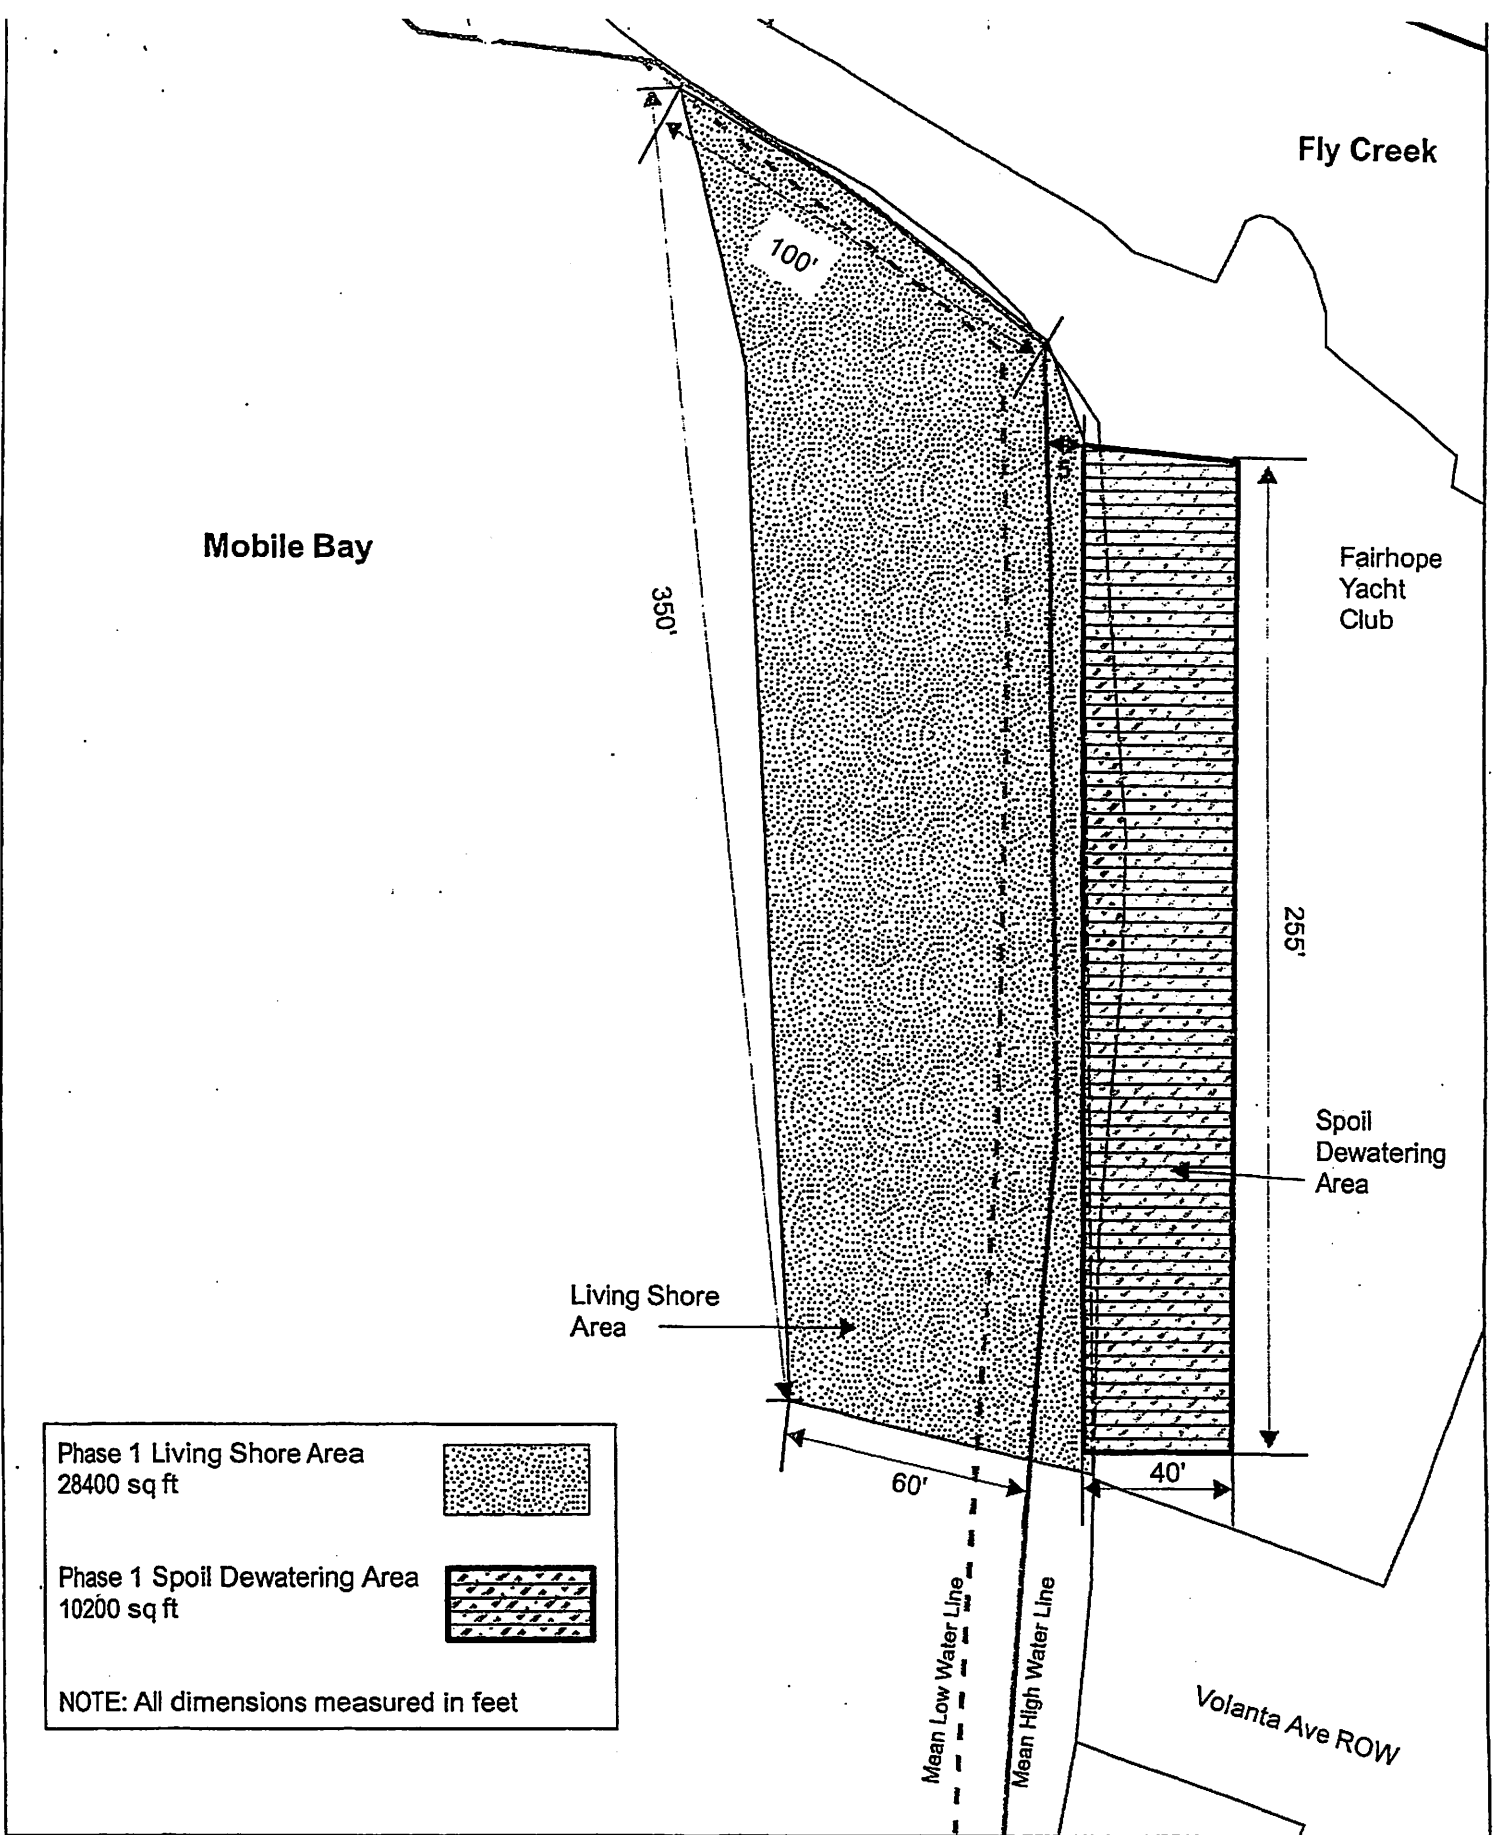 Fly Creek
100'
5'
Mobile Bay
350'
Fairhope
Yacht
Club
255'
Spoil
Dewatering
Area
Living Shore
Area
60'
40'
Phase 1 Living Shore Area
28400 sq ft
Phase 1 Spoil Dewatering Area
10200 sq ft
NOTE: All dimensions measured in feet
Mean Low Water Line
Mean High Water Line
Volanta Ave ROW